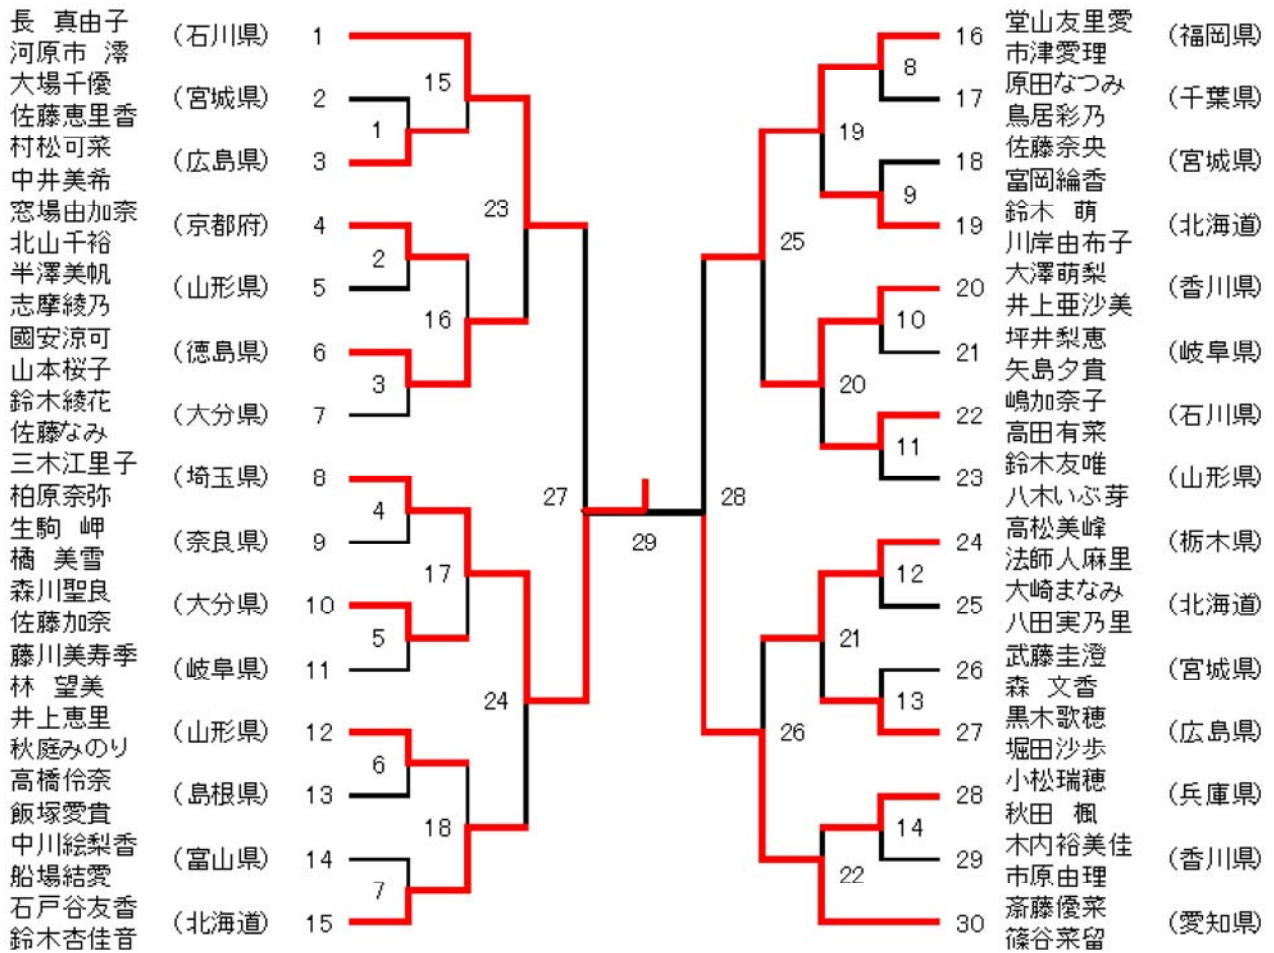 長 真由子
河原市 澪
(石川県) 1
大場千優
佐藤恵里香
(宮城県) 2
村松可菜
中井美希
(広島県) 3
窓場由加奈
北山千裕
(京都府) 4
半澤美帆
志摩綾乃
(山形県) 5
國安涼可
山本桜子
(徳島県) 6
鈴木綾花
佐藤なみ
(大分県) 7
三木江里子
柏原奈弥
(埼玉県) 8
生駒 岬
橘 美雪
(奈良県) 9
森川聖良
佐藤加奈
(大分県) 10
藤川美寿季
林 望美
(岐阜県) 11
井上恵里
秋庭みのり
(山形県) 12
高橋伶奈
飯塚愛貴
(島根県) 13
中川絵梨香
船場結愛
(富山県) 14
石戸谷友香
鈴木杏佳音
(北海道) 15
1
2
3
4
5
6
7
15
16
17
18
23
24
27
29
28
25
26
19
20
21
22
8
9
10
11
12
13
14
16 堂山友里愛
市津愛理
(福岡県)
17 原田なつみ
鳥居彩乃
(千葉県)
18 佐藤奈央
富岡綸香
(宮城県)
19 鈴木 萌
川岸由布子
(北海道)
20 大澤萌梨
井上亜沙美
(香川県)
21 坪井梨恵
矢島夕貴
(岐阜県)
22 嶋加奈子
高田有菜
(石川県)
23 鈴木友唯
八木いぶ芽
(山形県)
24 高松美峰
法師人麻里
(栃木県)
25 大崎まなみ
八田実乃里
(北海道)
26 武藤圭澄
森 文香
(宮城県)
27 黒木歌穂
堀田沙歩
(広島県)
28 小松瑞穂
秋田 楓
(兵庫県)
29 木内裕美佳
市原由理
(香川県)
30 斎藤優菜
篠谷菜留
(愛知県)